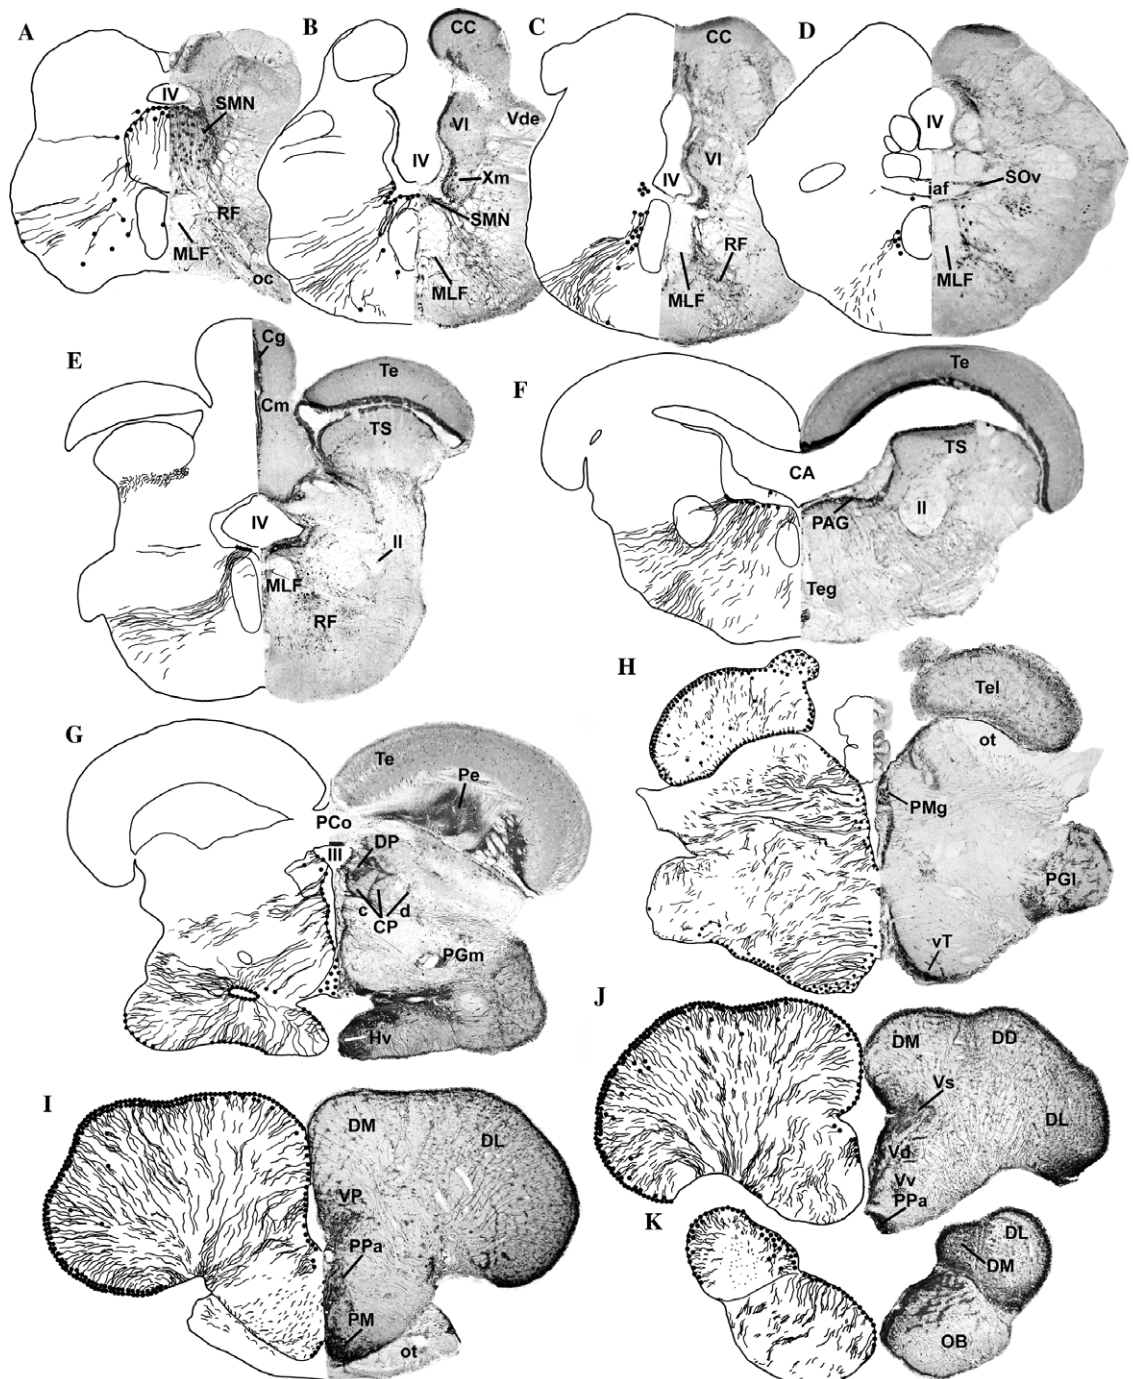 A
IV
SMN
RF
MLF
oc
B
CC
VI
Vde
IV
Xm
SMN
MLF
C
CC
VI
IV
RF
MLF
D
IV
SOv
iaf
MLF
E
Cg
Te
Cm
TS
IV
ll
MLF
RF
F
Te
TS
CA
ll
PAG
Teg
G
Te
Pe
PCo
III
DP
c
CP
d
PGm
Hv
H
Tel
ot
PMg
PGl
vT
I
DM
DL
VP
PPa
PM
ot
J
DM
DD
Vs
DL
Vd
Vv
PPa
K
DL
DM
OB